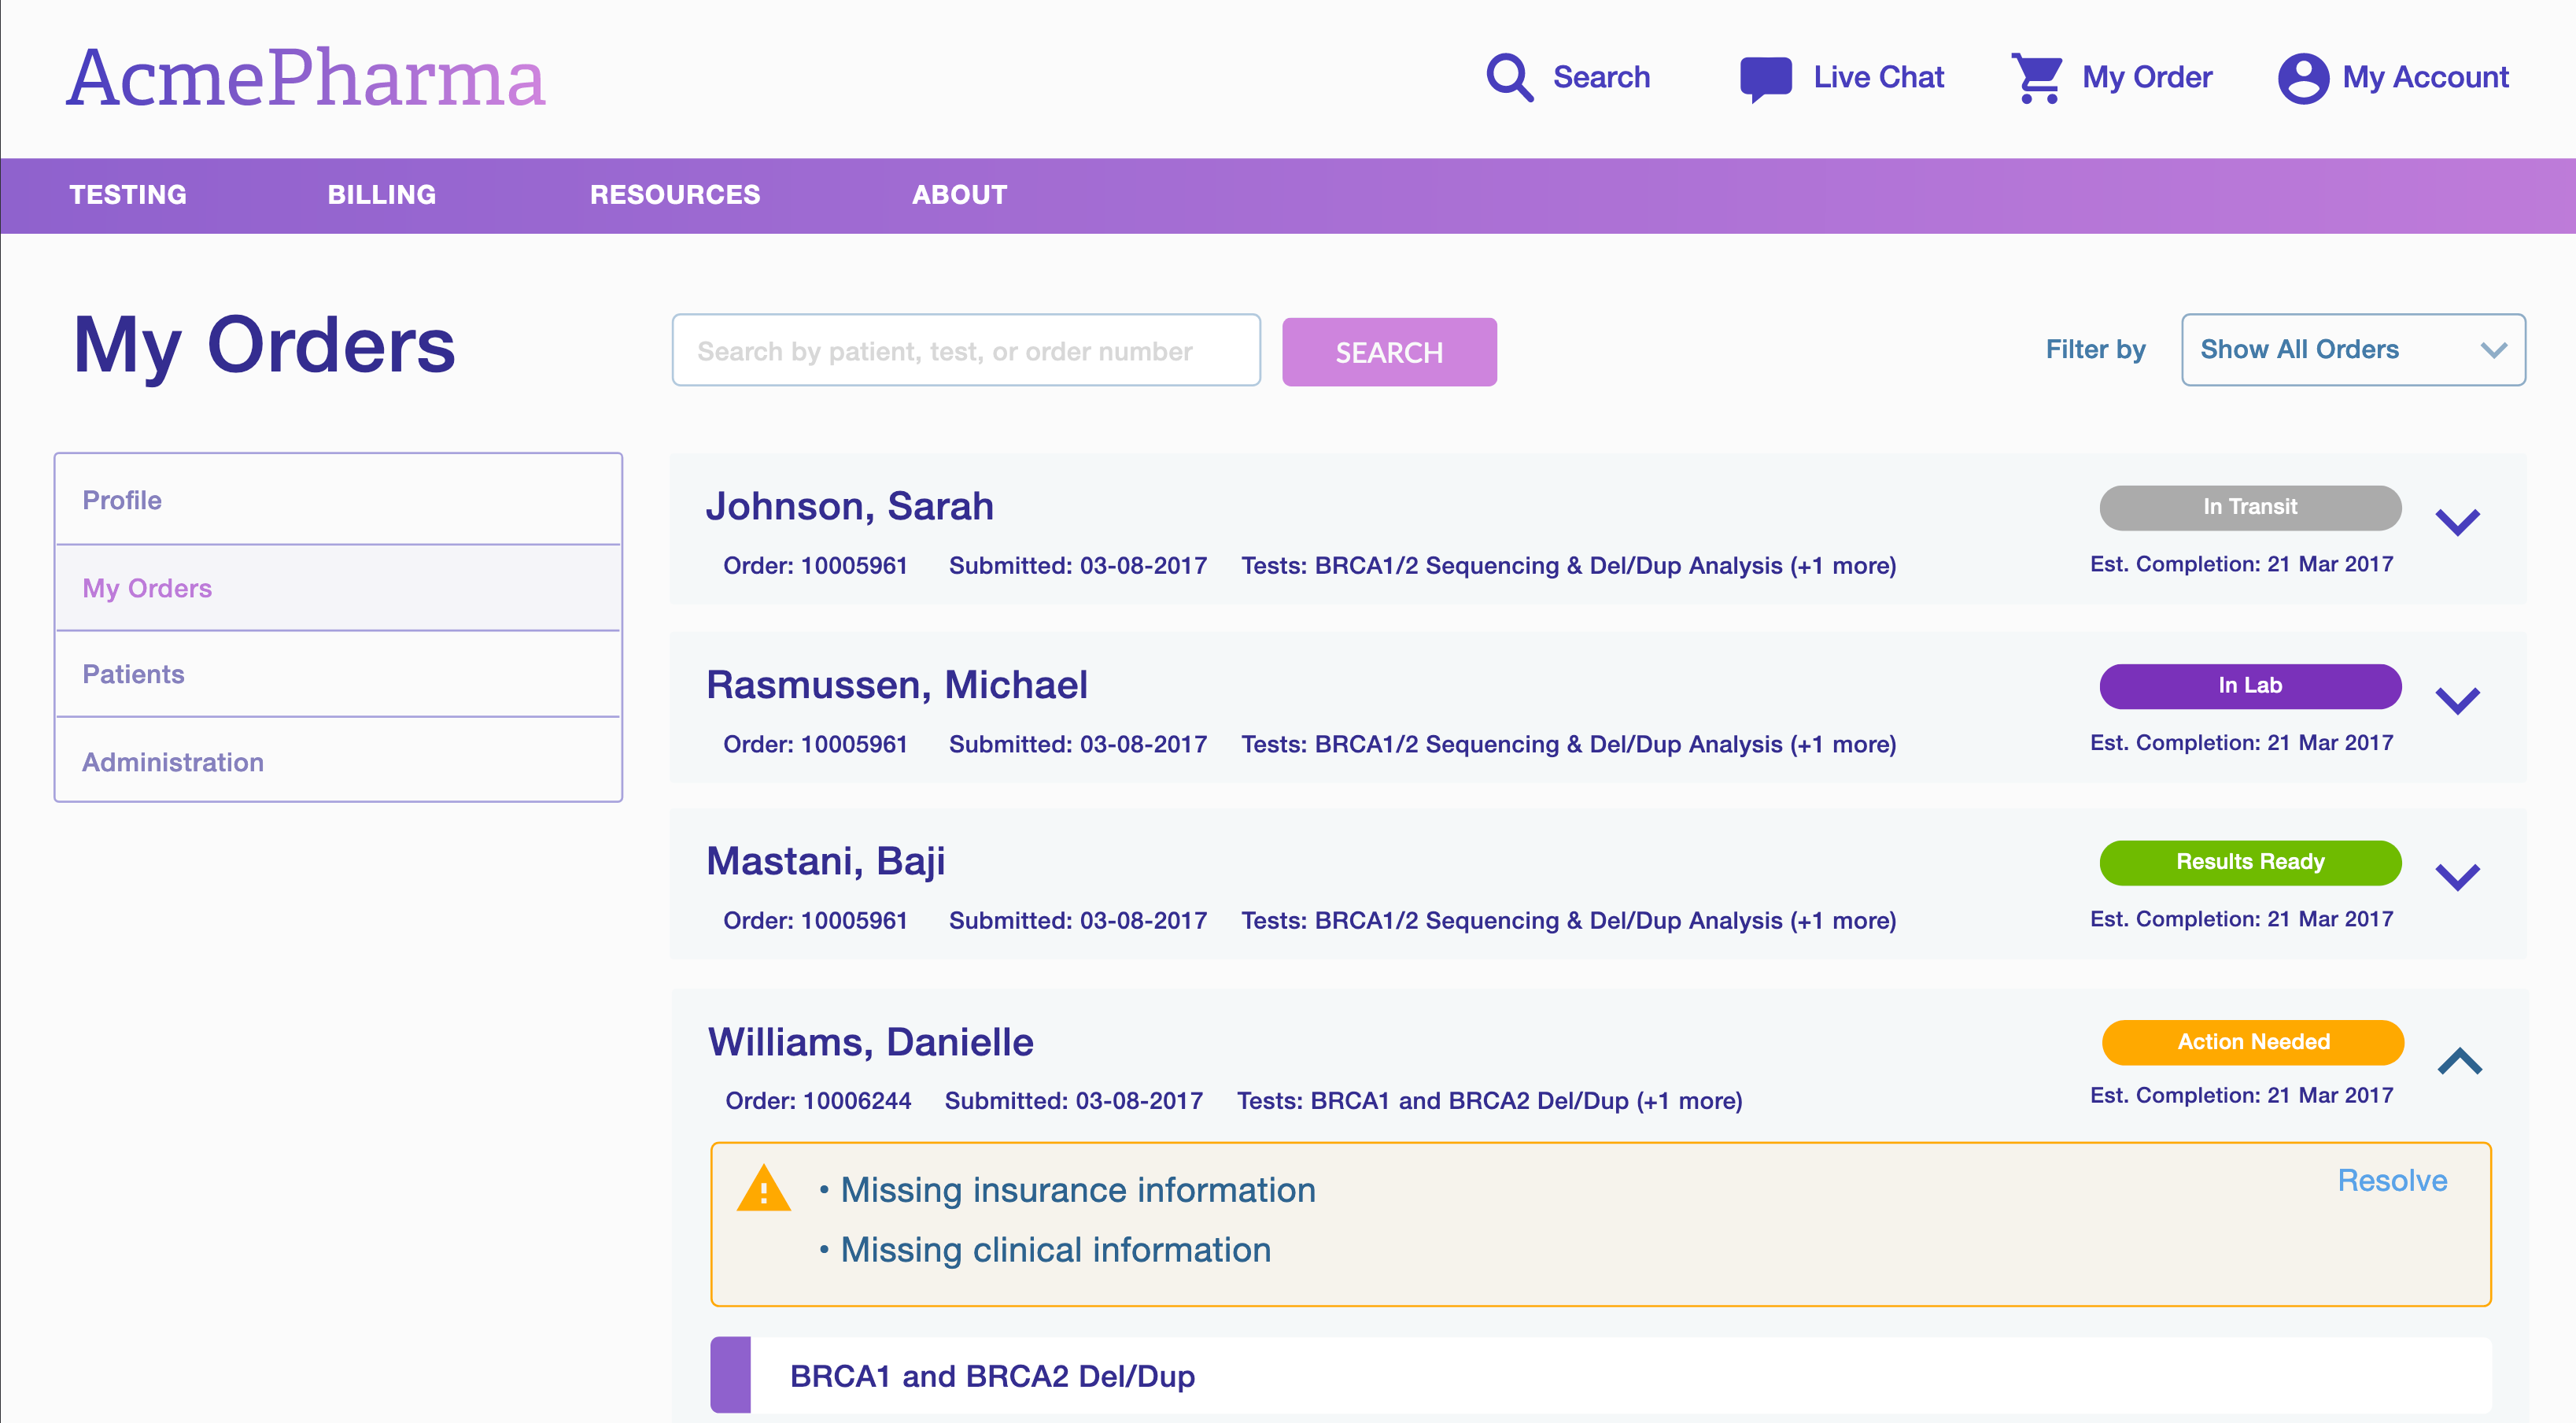 AcmePharma
Search
Live Chat
My Order
My Account
TESTING
BILLING
RESOURCES
ABOUT
My Orders
Search by patient, test, or order number
SEARCH
Filter by
Show All Orders
Profile
My Orders
Patients
Administration
Johnson, Sarah
In Transit
Order: 10005961 Submitted: 03-08-2017 Tests: BRCA1/2 Sequencing & Del/Dup Analysis (+1 more)
Est. Completion: 21 Mar 2017
Rasmussen, Michael
In Lab
Order: 10005961 Submitted: 03-08-2017 Tests: BRCA1/2 Sequencing & Del/Dup Analysis (+1 more)
Est. Completion: 21 Mar 2017
Mastani, Baji
Results Ready
Order: 10005961 Submitted: 03-08-2017 Tests: BRCA1/2 Sequencing & Del/Dup Analysis (+1 more)
Est. Completion: 21 Mar 2017
Williams, Danielle
Action Needed
Order: 10006244 Submitted: 03-08-2017 Tests: BRCA1 and BRCA2 Del/Dup (+1 more)
Est. Completion: 21 Mar 2017
• Missing insurance information
Resolve
• Missing clinical information
BRCA1 and BRCA2 Del/Dup